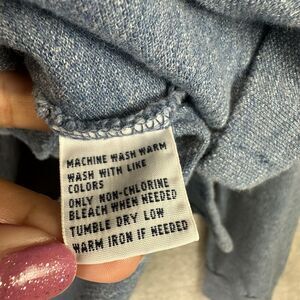 MACHINE WASH WARM
WASH WITH LIKE
COLORS
ONLY NON-CHLORINE
BLEACH WHEN NEEDED
TUMBLE DRY LOW
WARM IRON IF NEEDED